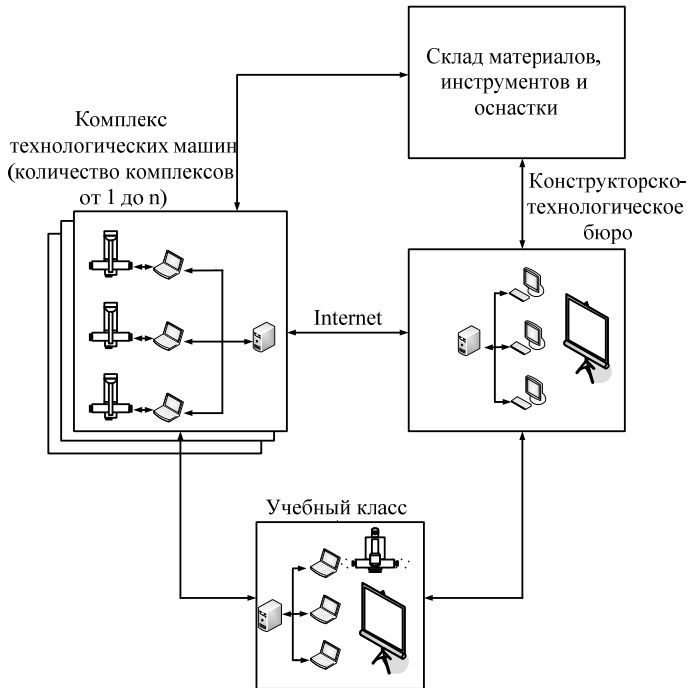 Склад материалов,
инструментов и
оснастки
Комплекс
технологических машин
(количество комплексов
от 1 до n)
Конструкторско-
технологическое
бюро
Internet
Учебный класс